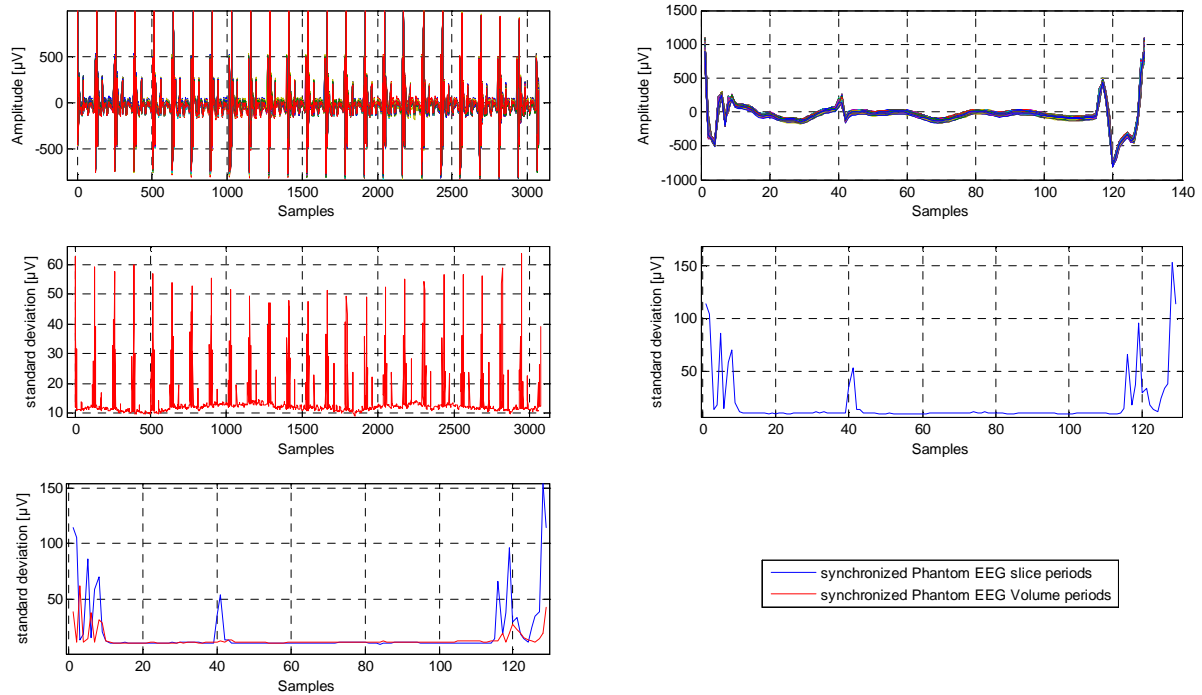 500
0
-500
Amplitude [µV]
0 500 1000 1500 2000 2500 3000
Samples
1500
1000
500
0
-500
-1000
Amplitude [µV]
0 20 40 60 80 100 120 140
Samples
60
50
40
30
20
10
standard deviation [µV]
0 500 1000 1500 2000 2500 3000
Samples
150
100
50
standard deviation [µV]
0 20 40 60 80 100 120
Samples
150
100
50
standard deviation [µV]
0 20 40 60 80 100 120
Samples
synchronized Phantom EEG slice periods
synchronized Phantom EEG Volume periods